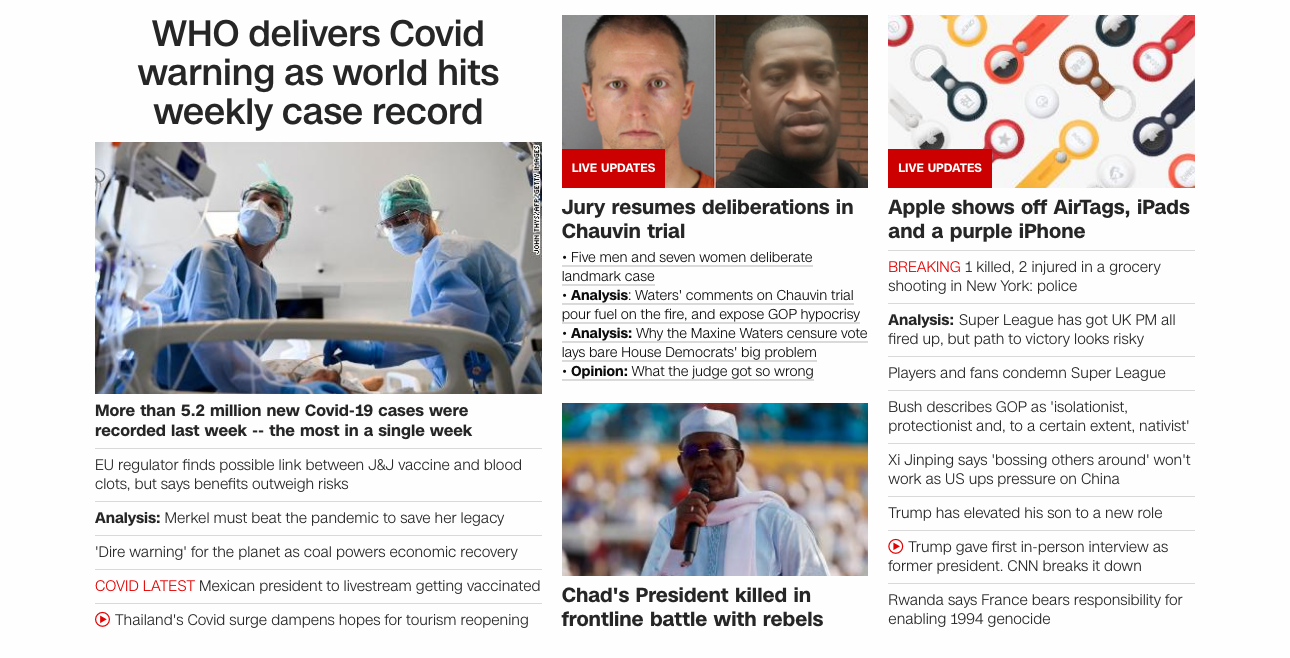 WHO delivers Covid
warning as world hits
weekly case record
JOHN THYS/AFP/GETTY IMAGES
More than 5.2 million new Covid-19 cases were
recorded last week -- the most in a single week
EU regulator finds possible link between J&J vaccine and blood
clots, but says benefits outweigh risks
Analysis: Merkel must beat the pandemic to save her legacy
'Dire warning' for the planet as coal powers economic recovery
COVID LATEST Mexican president to livestream getting vaccinated
Thailand's Covid surge dampens hopes for tourism reopening
LIVE UPDATES
Jury resumes deliberations in
Chauvin trial
• Five men and seven women deliberate
landmark case
• Analysis: Waters' comments on Chauvin trial
pour fuel on the fire, and expose GOP hypocrisy
• Analysis: Why the Maxine Waters censure vote
lays bare House Democrats' big problem
• Opinion: What the judge got so wrong
Chad's President killed in
frontline battle with rebels
LIVE UPDATES
Apple shows off AirTags, iPads
and a purple iPhone
BREAKING 1 killed, 2 injured in a grocery
shooting in New York: police
Analysis: Super League has got UK PM all
fired up, but path to victory looks risky
Players and fans condemn Super League
Bush describes GOP as 'isolationist,
protectionist and, to a certain extent, nativist'
Xi Jinping says 'bossing others around' won't
work as US ups pressure on China
Trump has elevated his son to a new role
Trump gave first in-person interview as
former president. CNN breaks it down
Rwanda says France bears responsibility for
enabling 1994 genocide